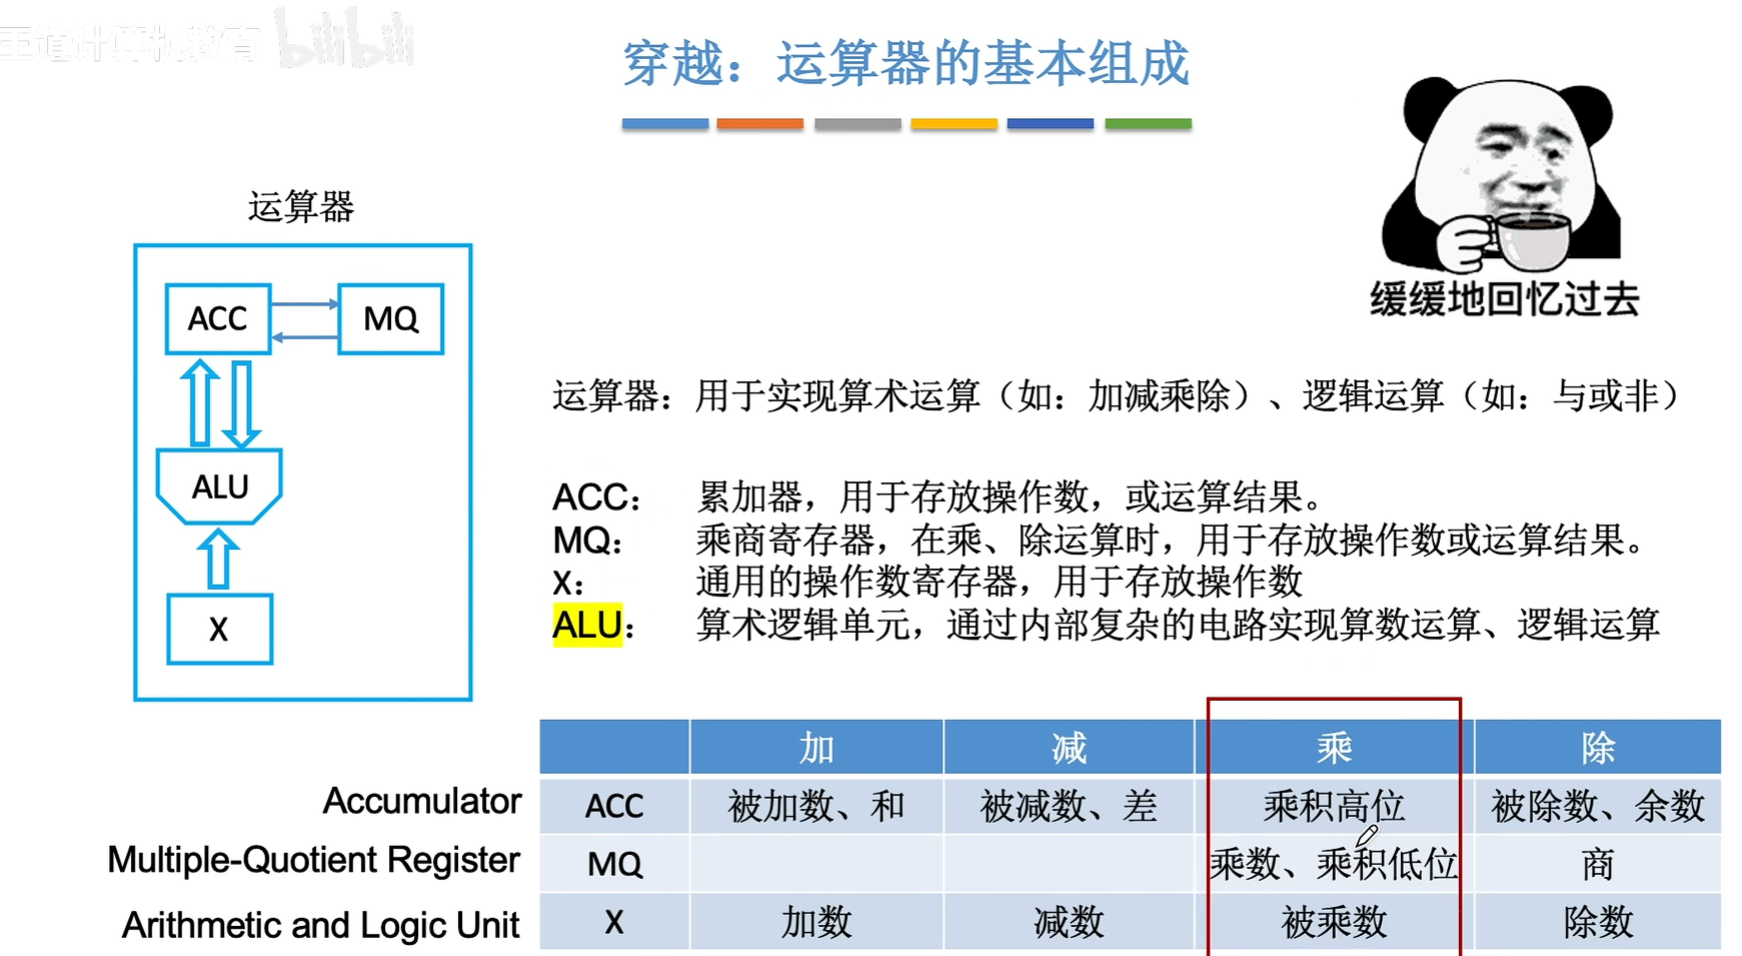 王道计算机教育 bilibili
穿越：运算器的基本组成
运算器
ACC
MQ
ALU
X
缓缓地回忆过去
运算器：用于实现算术运算（如：加减乘除）、逻辑运算（如：与或非）
ACC： 累加器，用于存放操作数，或运算结果。
MQ： 乘商寄存器，在乘、除运算时，用于存放操作数或运算结果。
X： 通用的操作数寄存器，用于存放操作数
ALU： 算术逻辑单元，通过内部复杂的电路实现算数运算、逻辑运算
加 减 乘 除
Accumulator ACC 被加数、和 被减数、差 乘积高位 被除数、余数
Multiple-Quotient Register MQ 乘数、乘积低位 商
Arithmetic and Logic Unit X 加数 减数 被乘数 除数